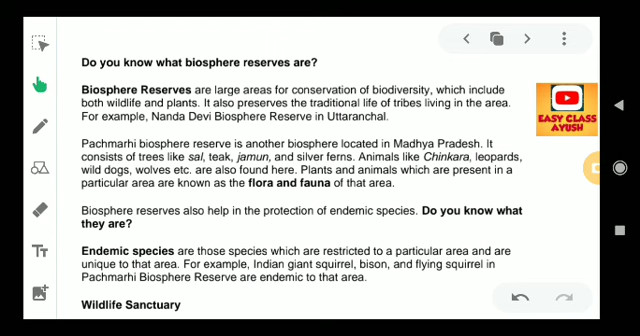 Do you know what biosphere reserves are?
Biosphere Reserves are large areas for conservation of biodiversity, which include
both wildlife and plants. It also preserves the traditional life of tribes living in the area.
For example, Nanda Devi Biosphere Reserve in Uttaranchal.
EASY CLASS
AYUSH
Pachmarhi biosphere reserve is another biosphere located in Madhya Pradesh. It
consists of trees like sal, teak, jamun, and silver ferns. Animals like Chinkara, leopards,
wild dogs, wolves etc. are also found here. Plants and animals which are present in a
particular area are known as the flora and fauna of that area.
Biosphere reserves also help in the protection of endemic species. Do you know what
they are?
Endemic species are those species which are restricted to a particular area and are
unique to that area. For example, Indian giant squirrel, bison, and flying squirrel in
Pachmarhi Biosphere Reserve are endemic to that area.
Wildlife Sanctuary
Tт